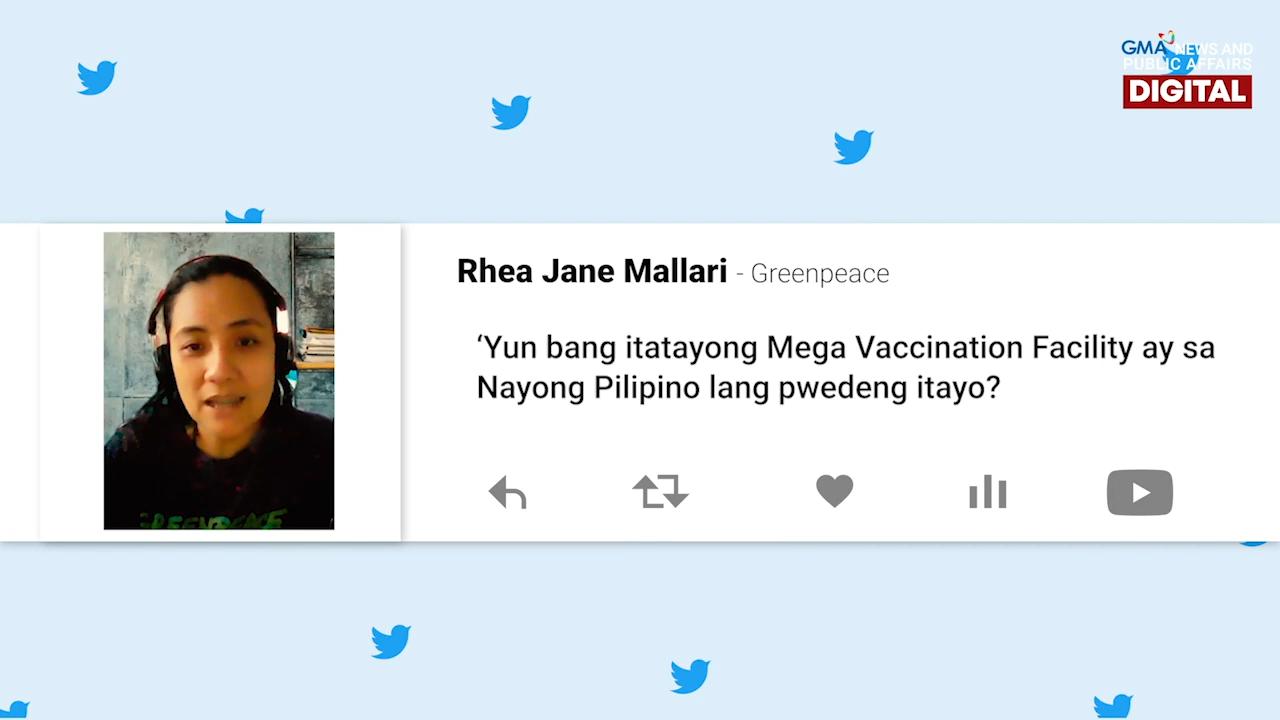 GMA NEWS AND
PUBLIC AFFAIRS
DIGITAL
Rhea Jane Mallari - Greenpeace
‘Yun bang itatayong Mega Vaccination Facility ay sa
Nayong Pilipino lang pwedeng itayo?
GREENPEACE